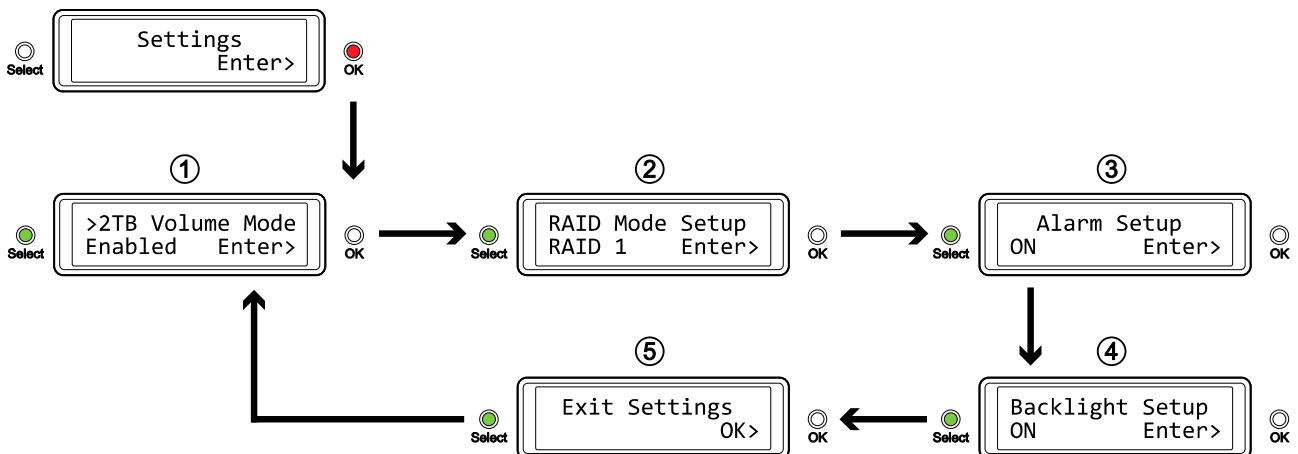 Settings
Enter>
Select
OK
①
>2TB Volume Mode
Enabled Enter>
Select
OK
②
RAID Mode Setup
RAID 1 Enter>
Select
OK
③
Alarm Setup
ON Enter>
Select
OK
④
Backlight Setup
ON Enter>
Select
OK
⑤
Exit Settings
OK>
Select
OK